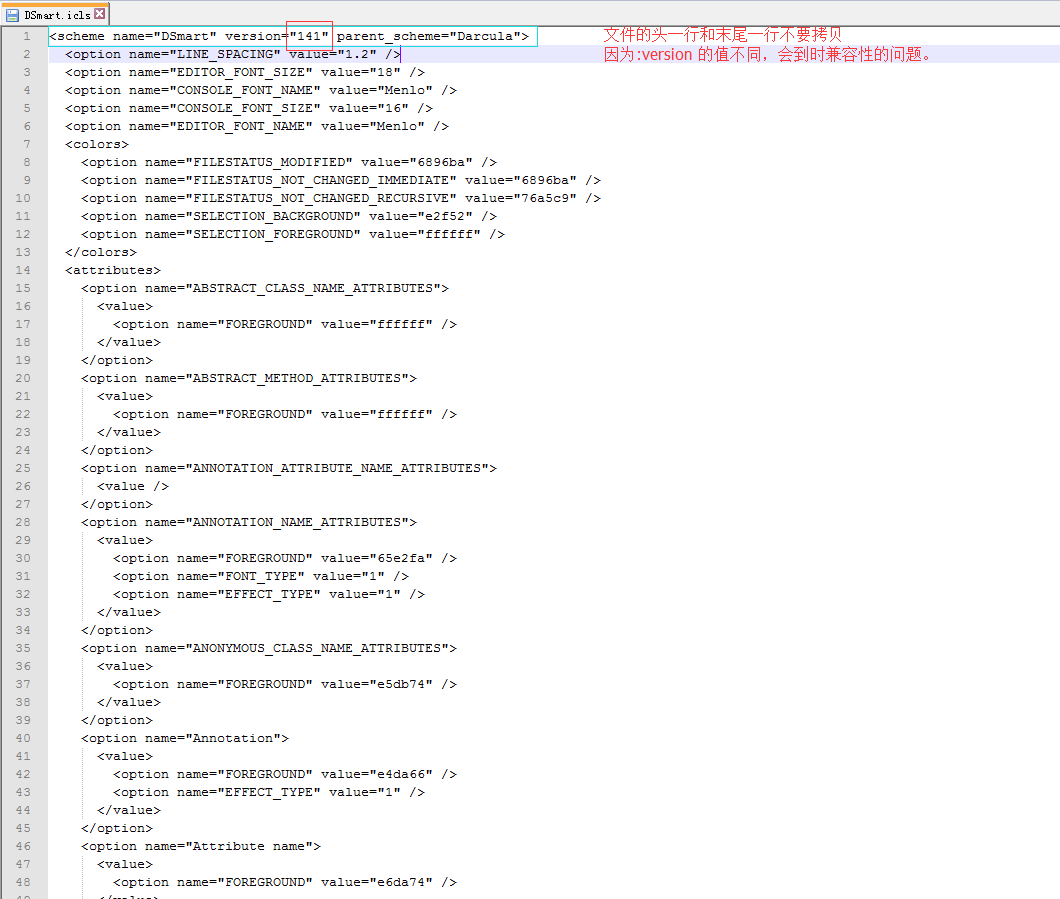 DSmart.icls
1 <scheme name="DSmart" version="141" parent_scheme="Darcula"> 文件的头一行和末尾一行不要拷贝
2 <option name="LINE_SPACING" value="1.2" /> 因为:version 的值不同，会到时兼容性的问题。
3 <option name="EDITOR_FONT_SIZE" value="18" />
4 <option name="CONSOLE_FONT_NAME" value="Menlo" />
5 <option name="CONSOLE_FONT_SIZE" value="16" />
6 <option name="EDITOR_FONT_NAME" value="Menlo" />
7 <colors>
8 <option name="FILESTATUS_MODIFIED" value="6896ba" />
9 <option name="FILESTATUS_NOT_CHANGED_IMMEDIATE" value="6896ba" />
10 <option name="FILESTATUS_NOT_CHANGED_RECURSIVE" value="76a5c9" />
11 <option name="SELECTION_BACKGROUND" value="e2f52" />
12 <option name="SELECTION_FOREGROUND" value="ffffff" />
13 </colors>
14 <attributes>
15 <option name="ABSTRACT_CLASS_NAME_ATTRIBUTES">
16 <value>
17 <option name="FOREGROUND" value="ffffff" />
18 </value>
19 </option>
20 <option name="ABSTRACT_METHOD_ATTRIBUTES">
21 <value>
22 <option name="FOREGROUND" value="ffffff" />
23 </value>
24 </option>
25 <option name="ANNOTATION_ATTRIBUTE_NAME_ATTRIBUTES">
26 <value />
27 </option>
28 <option name="ANNOTATION_NAME_ATTRIBUTES">
29 <value>
30 <option name="FOREGROUND" value="65e2fa" />
31 <option name="FONT_TYPE" value="1" />
32 <option name="EFFECT_TYPE" value="1" />
33 </value>
34 </option>
35 <option name="ANONYMOUS_CLASS_NAME_ATTRIBUTES">
36 <value>
37 <option name="FOREGROUND" value="e5db74" />
38 </value>
39 </option>
40 <option name="Annotation">
41 <value>
42 <option name="FOREGROUND" value="e4da66" />
43 <option name="EFFECT_TYPE" value="1" />
44 </value>
45 </option>
46 <option name="Attribute name">
47 <value>
48 <option name="FOREGROUND" value="e6da74" />